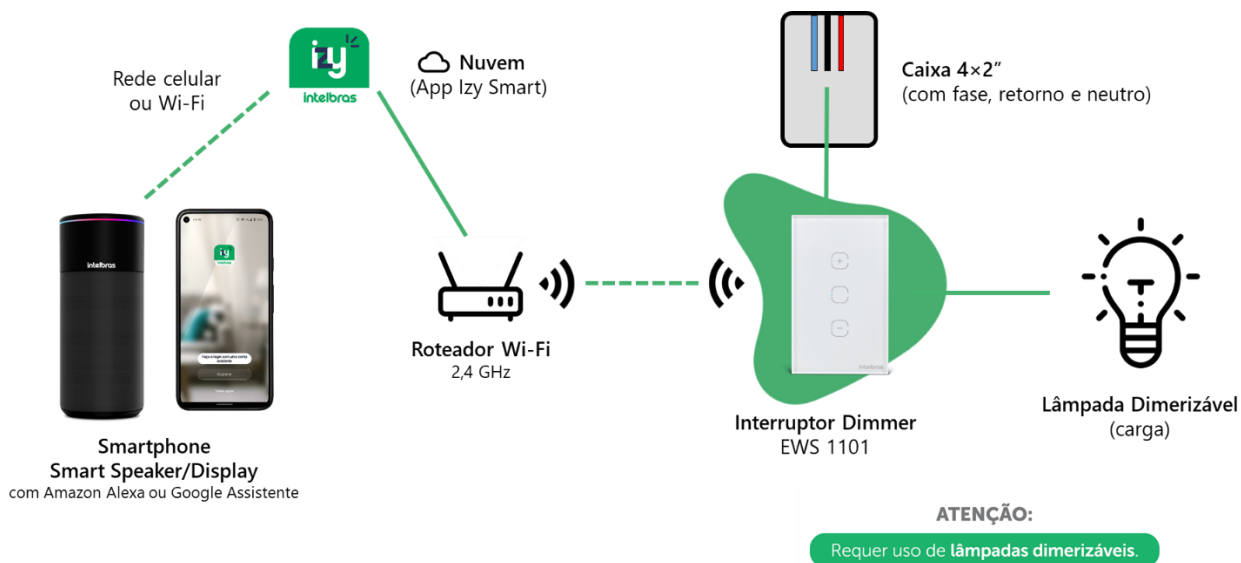 Rede celular
ou Wi-Fi
izy
intelbras
Nuvem
(App Izy Smart)
Caixa 4×2”
(com fase, retorno e neutro)
intelbras
izy
Roteador Wi-Fi
2,4 GHz
intelbras
Interruptor Dimmer
EWS 1101
Lâmpada Dimerizável
(carga)
Smartphone
Smart Speaker/Display
com Amazon Alexa ou Google Assistente
ATENÇÃO:
Requer uso de lâmpadas dimerizáveis.